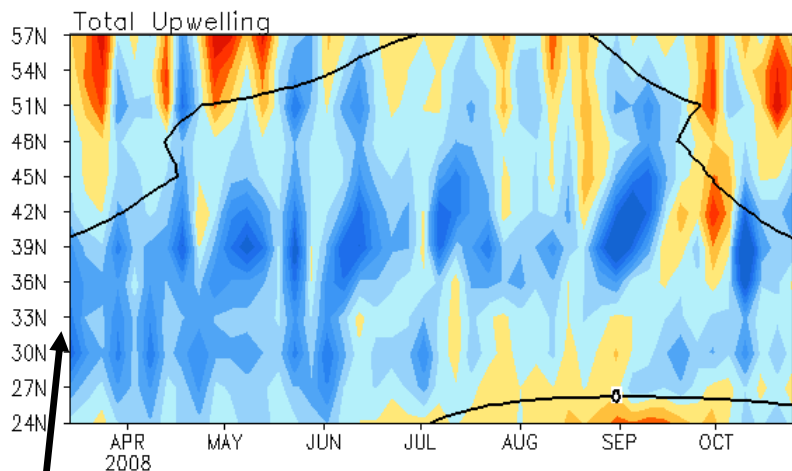 Total Upwelling
57N
54N
51N
48N
45N
42N
39N
36N
33N
30N
27N
24N
0
APR MAY JUN JUL AUG SEP OCT
2008